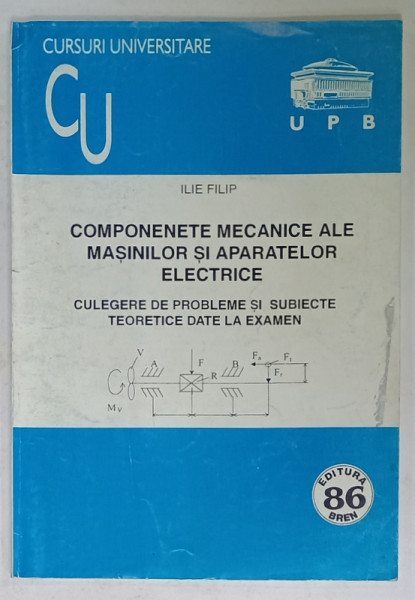 CURSURI UNIVERSITARE
CU
U P B
ILIE FILIP
COMPONENETE MECANICE ALE
MAȘINILOR ȘI APARATELOR
ELECTRICE
CULEGERE DE PROBLEME ȘI SUBIECTE
TEORETICE DATE LA EXAMEN
V A F R B Fa Ft Fr
Mv
EDITURA
86
BREN